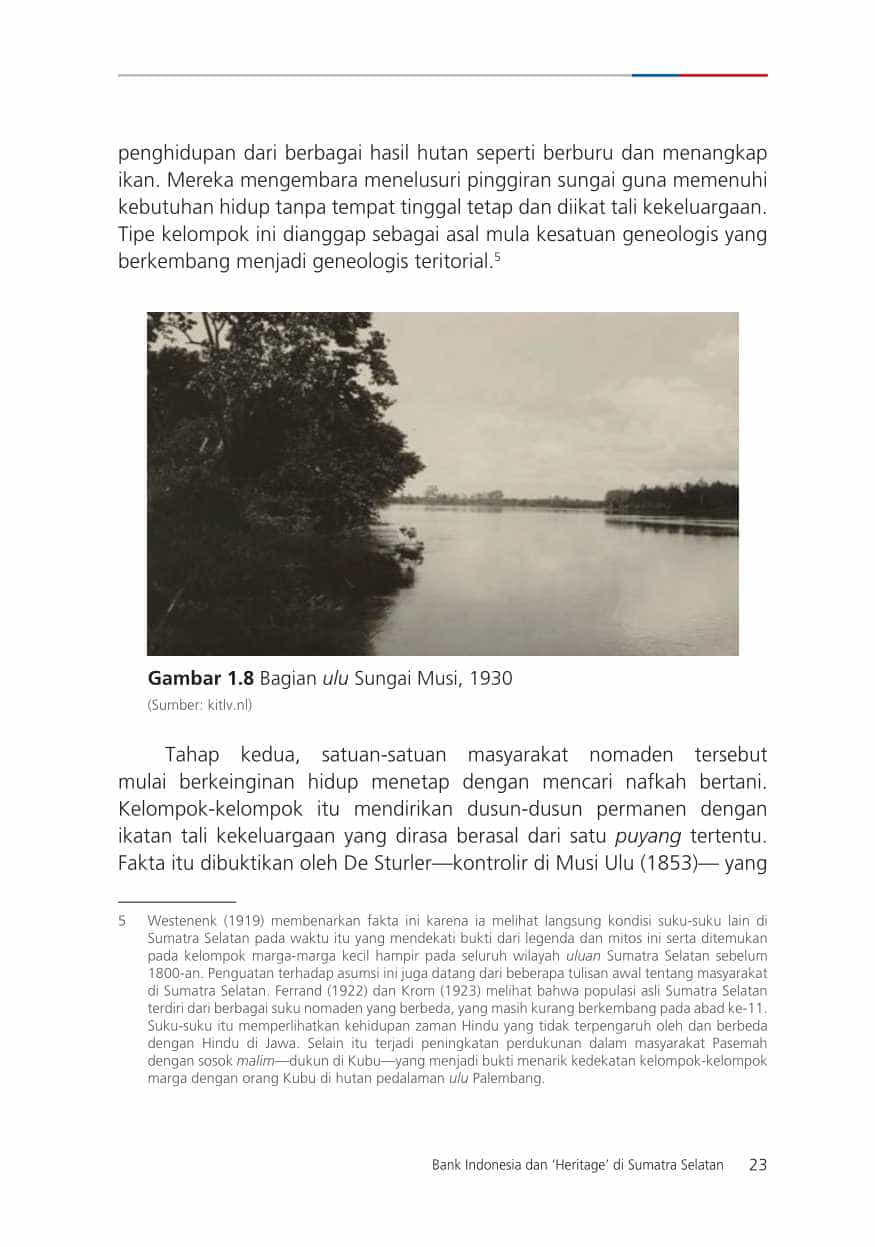 penghidupan dari berbagai hasil hutan seperti berburu dan menangkap
ikan. Mereka mengembara menelusuri pinggiran sungai guna memenuhi
kebutuhan hidup tanpa tempat tinggal tetap dan diikat tali kekeluargaan.
Tipe kelompok ini dianggap sebagai asal mula kesatuan geneologis yang
berkembang menjadi geneologis teritorial.5
Gambar 1.8 Bagian ulu Sungai Musi, 1930
(Sumber: kitlv.nl)
Tahap kedua, satuan-satuan masyarakat nomaden tersebut
mulai berkeinginan hidup menetap dengan mencari nafkah bertani.
Kelompok-kelompok itu mendirikan dusun-dusun permanen dengan
ikatan tali kekeluargaan yang dirasa berasal dari satu puyang tertentu.
Fakta itu dibuktikan oleh De Sturler—kontrolir di Musi Ulu (1853)— yang
5 Westenenk (1919) membenarkan fakta ini karena ia melihat langsung kondisi suku-suku lain di
Sumatra Selatan pada waktu itu yang mendekati bukti dari legenda dan mitos ini serta ditemukan
pada kelompok marga-marga kecil hampir pada seluruh wilayah uluan Sumatra Selatan sebelum
1800-an. Penguatan terhadap asumsi ini juga datang dari beberapa tulisan awal tentang masyarakat
di Sumatra Selatan. Ferrand (1922) dan Krom (1923) melihat bahwa populasi asli Sumatra Selatan
terdiri dari berbagai suku nomaden yang berbeda, yang masih kurang berkembang pada abad ke-11.
Suku-suku itu memperlihatkan kehidupan zaman Hindu yang tidak terpengaruh oleh dan berbeda
dengan Hindu di Jawa. Selain itu terjadi peningkatan perdukunan dalam masyarakat Pasemah
dengan sosok malim—dukun di Kubu—yang menjadi bukti menarik kedekatan kelompok-kelompok
marga dengan orang Kubu di hutan pedalaman ulu Palembang.
Bank Indonesia dan ‘Heritage’ di Sumatra Selatan 23